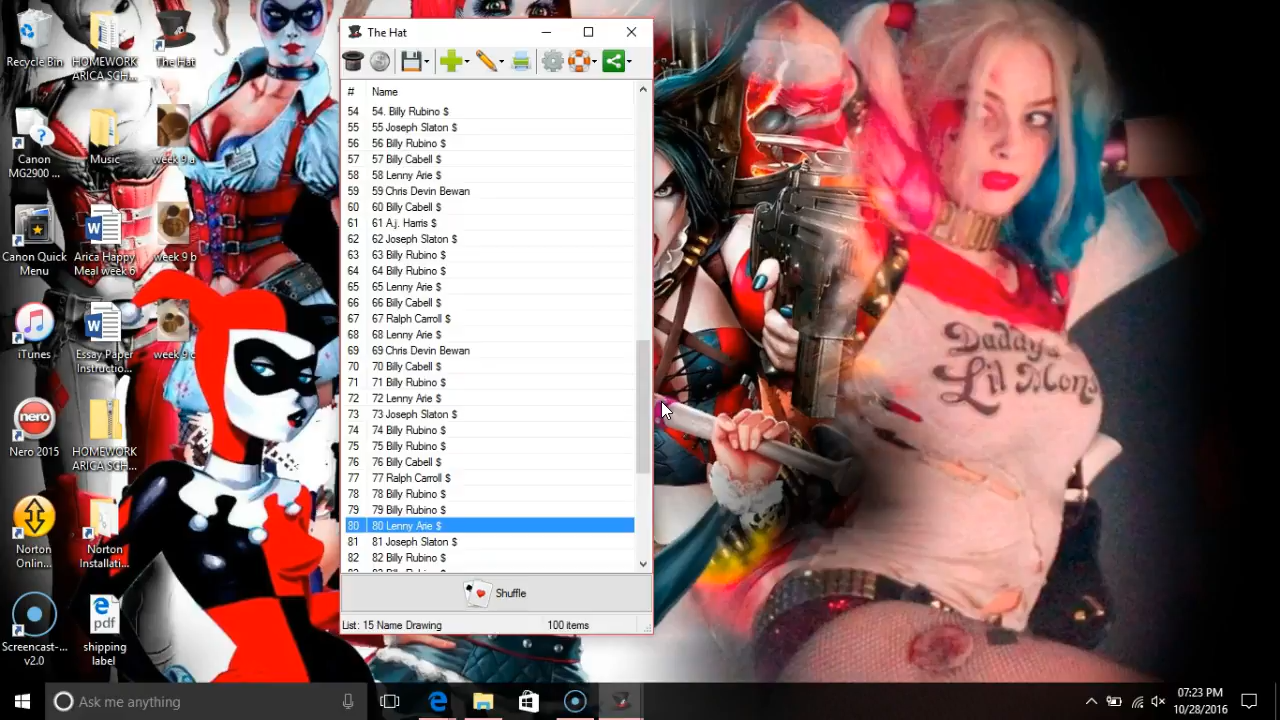 Recycle Bin
HOMEWORK
ARICA SCH...
The Hat
Canon
MG2900 ...
Music
week 9 a
Canon Quick
Menu
Arica Happy
Meal week 6
week 9 b
iTunes
Essay Paper
Instructio...
week 9 c
nero
Nero 2015
HOMEWORK
ARICA SCH...
Norton
Onlin...
Norton
Installati...
Screencast-...
v2.0
pdf
shipping
label
The Hat
# Name
54 54. Billy Rubino $
55 55 Joseph Slaton $
56 56 Billy Rubino $
57 57 Billy Cabell $
58 58 Lenny Arie $
59 59 Chris Devin Bewan
60 60 Billy Cabell $
61 61 A.j. Harris $
62 62 Joseph Slaton $
63 63 Billy Rubino $
64 64 Billy Rubino $
65 65 Lenny Arie $
66 66 Billy Cabell $
67 67 Ralph Carroll $
68 68 Lenny Arie $
69 69 Chris Devin Bewan
70 70 Billy Cabell $
71 71 Billy Rubino $
72 72 Lenny Arie $
73 73 Joseph Slaton $
74 74 Billy Rubino $
75 75 Billy Rubino $
76 76 Billy Cabell $
77 77 Ralph Carroll $
78 78 Billy Rubino $
79 79 Billy Rubino $
80 80 Lenny Arie $
81 81 Joseph Slaton $
82 82 Billy Rubino $
Shuffle
List: 15 Name Drawing 100 items
Daddy's
Lil Mons
Ask me anything
07:23 PM
10/28/2016